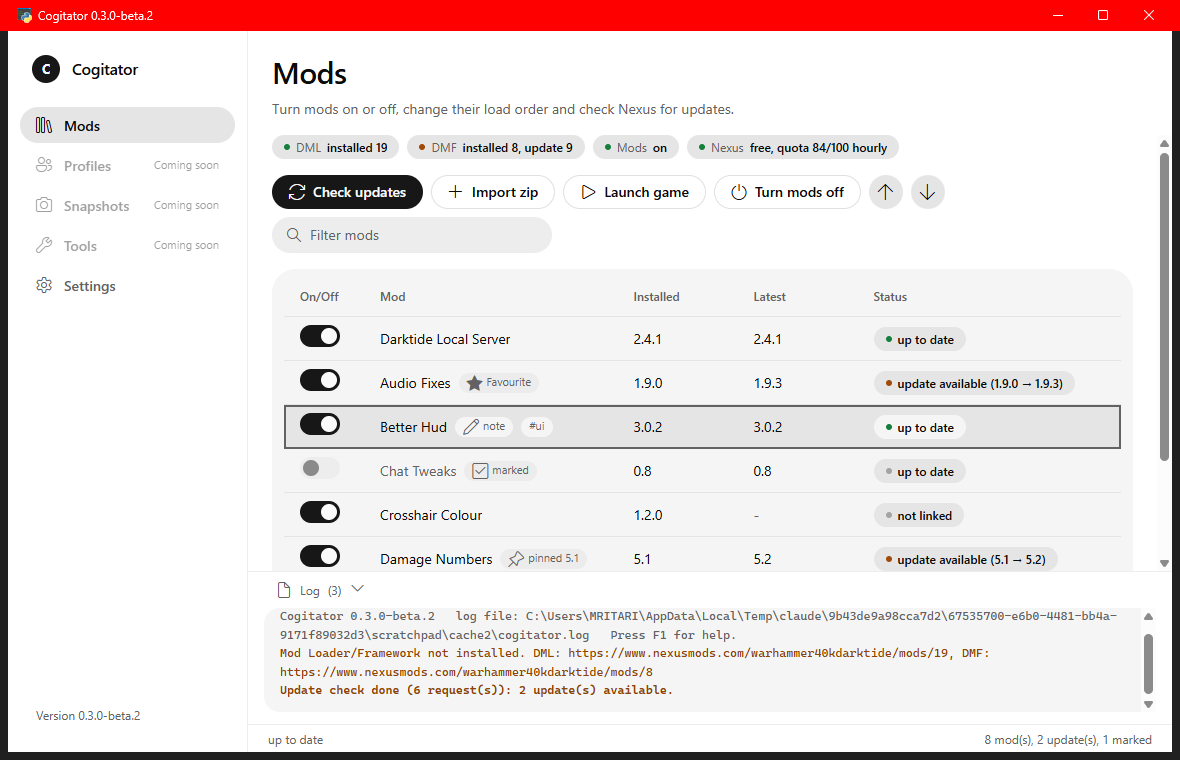 Cogitator 0.3.0-beta.2
C Cogitator
Mods
Profiles Coming soon
Snapshots Coming soon
Tools Coming soon
Settings
Version 0.3.0-beta.2
Mods
Turn mods on or off, change their load order and check Nexus for updates.
DML installed 19 DMF installed 8, update 9 Mods on Nexus free, quota 84/100 hourly
Check updates Import zip Launch game Turn mods off
Filter mods
On/Off Mod Installed Latest Status
Darktide Local Server 2.4.1 2.4.1 up to date
Audio Fixes Favourite 1.9.0 1.9.3 update available (1.9.0 → 1.9.3)
Better Hud note #ui 3.0.2 3.0.2 up to date
Chat Tweaks marked 0.8 0.8 up to date
Crosshair Colour 1.2.0 - not linked
Damage Numbers pinned 5.1 5.1 5.2 update available (5.1 → 5.2)
Log (3)
Cogitator 0.3.0-beta.2 log file: C:\Users\MRITARI\AppData\Local\Temp\claude\9b43de9a98cca7d2\67535700-e6b0-4481-bb4a-
9171f89032d3\scratchpad\cache2\cogitator.log Press F1 for help.
Mod Loader/Framework not installed. DML: https://www.nexusmods.com/warhammer40kdarktide/mods/19, DMF:
https://www.nexusmods.com/warhammer40kdarktide/mods/8
Update check done (6 request(s)): 2 update(s) available.
up to date 8 mod(s), 2 update(s), 1 marked